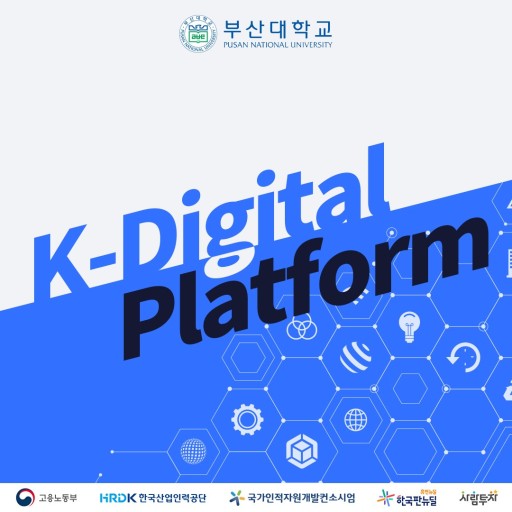 부산대학교
PUSAN NATIONAL UNIVERSITY
K-Digital
Platform
고용노동부
HRDK 한국산업인력공단
국가인적자원개발컨소시엄
한국판뉴딜
사람투자